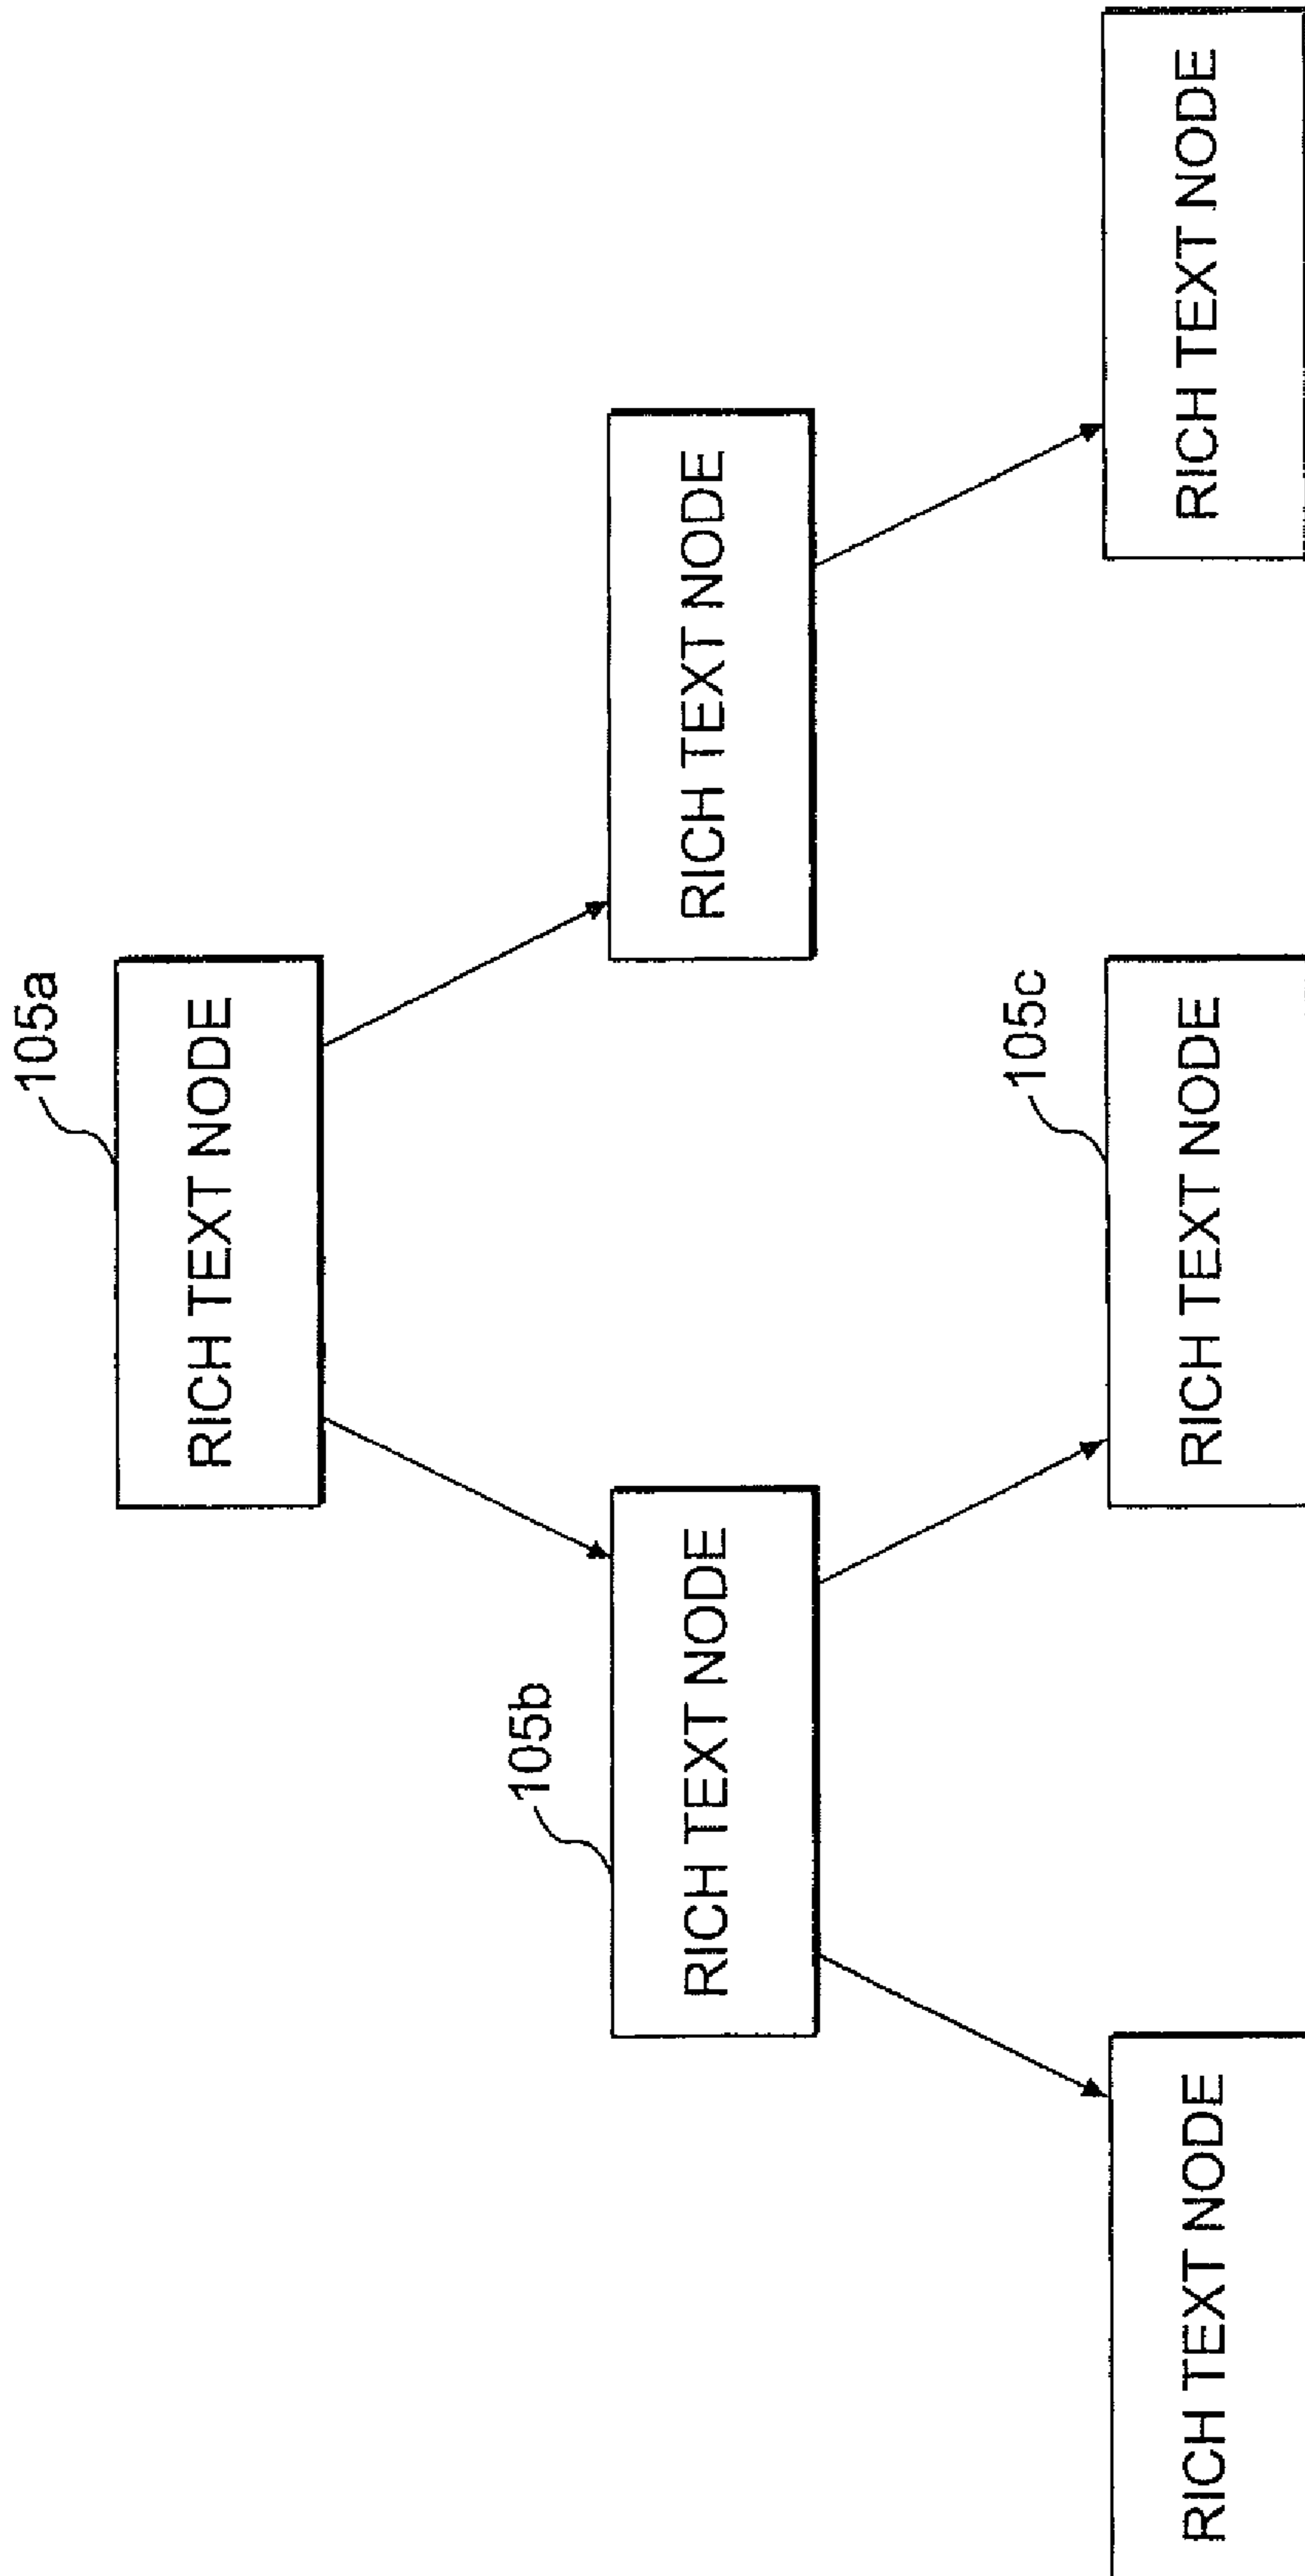 105a
RICH TEXT NODE
105b
RICH TEXT NODE
RICH TEXT NODE
105c
RICH TEXT NODE
RICH TEXT NODE
RICH TEXT NODE